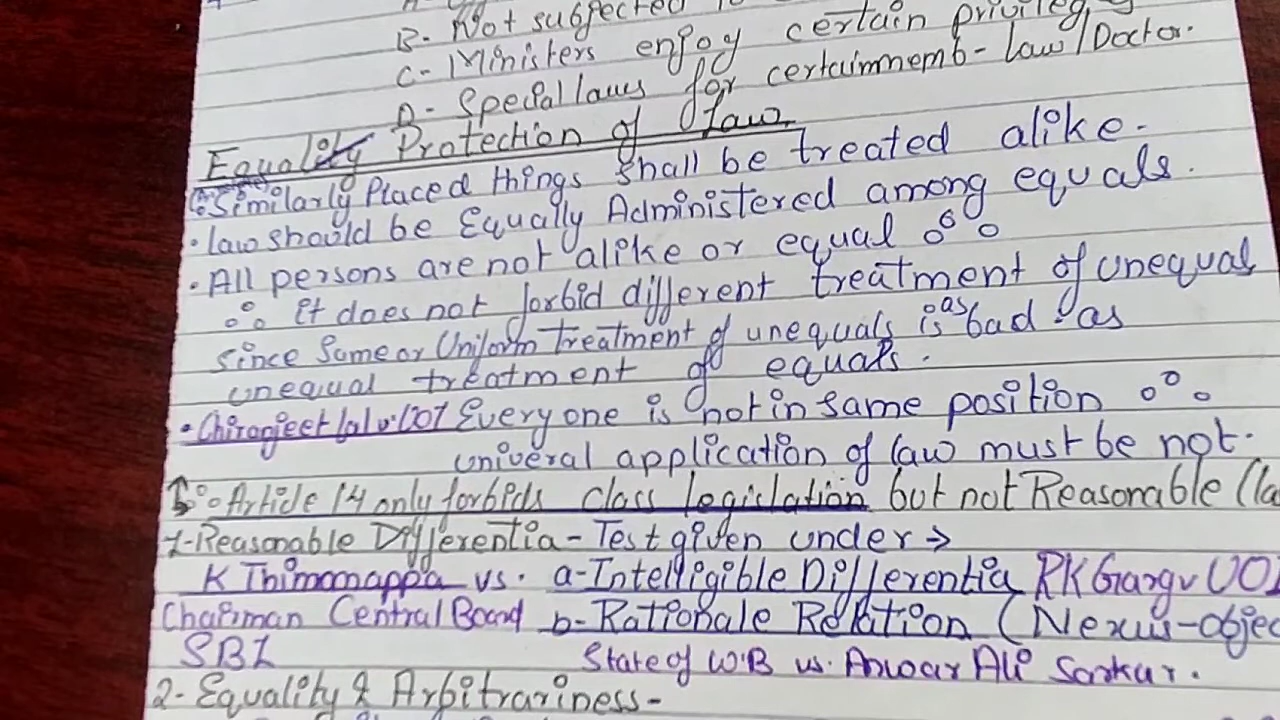 B- Not subjected
C- Ministers enjoy certain privileg
D- Special laws for certainmemb- law/Doctor.
Equality Protection of law
Similarly Placed things shall be treated alike.
• law should be Equally Administered among equals.
• All persons are not alike or equal ∴
∴ it does not forbid different treatment of unequal
since Same or Uniform treatment of unequals is as bad as
unequal treatment of equals.
• Chiranjeet lal v. UOI Everyone is not in same position ∴
univeral application of law must be not.
Article 14 only forbids class legislation but not Reasonable (la
1-Reasonable Differentia - Test given under →
K Thimmappa vs. a-Intelligible Differentia RK Garg v UOI
Chairman Central Board b-Rationale Relation (Nexus-objec
SBI State of W.B vs. Anwar Ali Sarkar.
2- Equality & Arbitrariness-